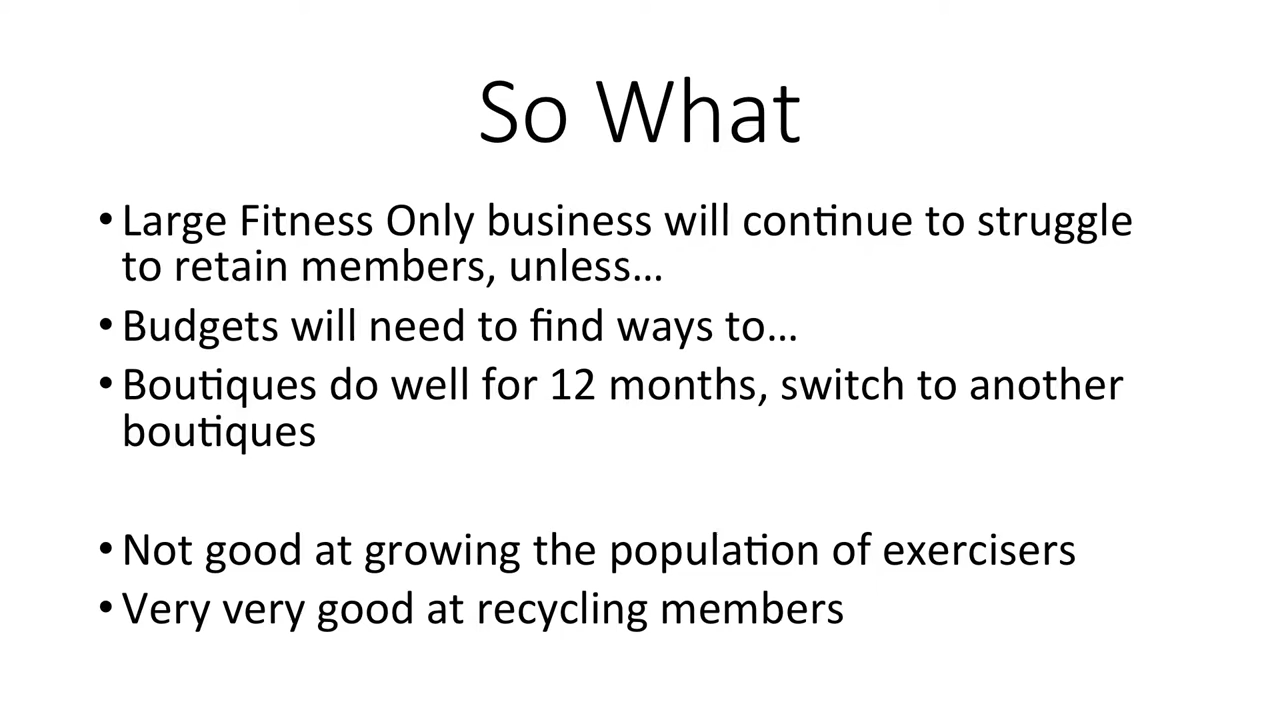 So What
• Large Fitness Only business will continue to struggle
to retain members, unless…
• Budgets will need to find ways to…
• Boutiques do well for 12 months, switch to another
boutiques
• Not good at growing the population of exercisers
• Very very good at recycling members